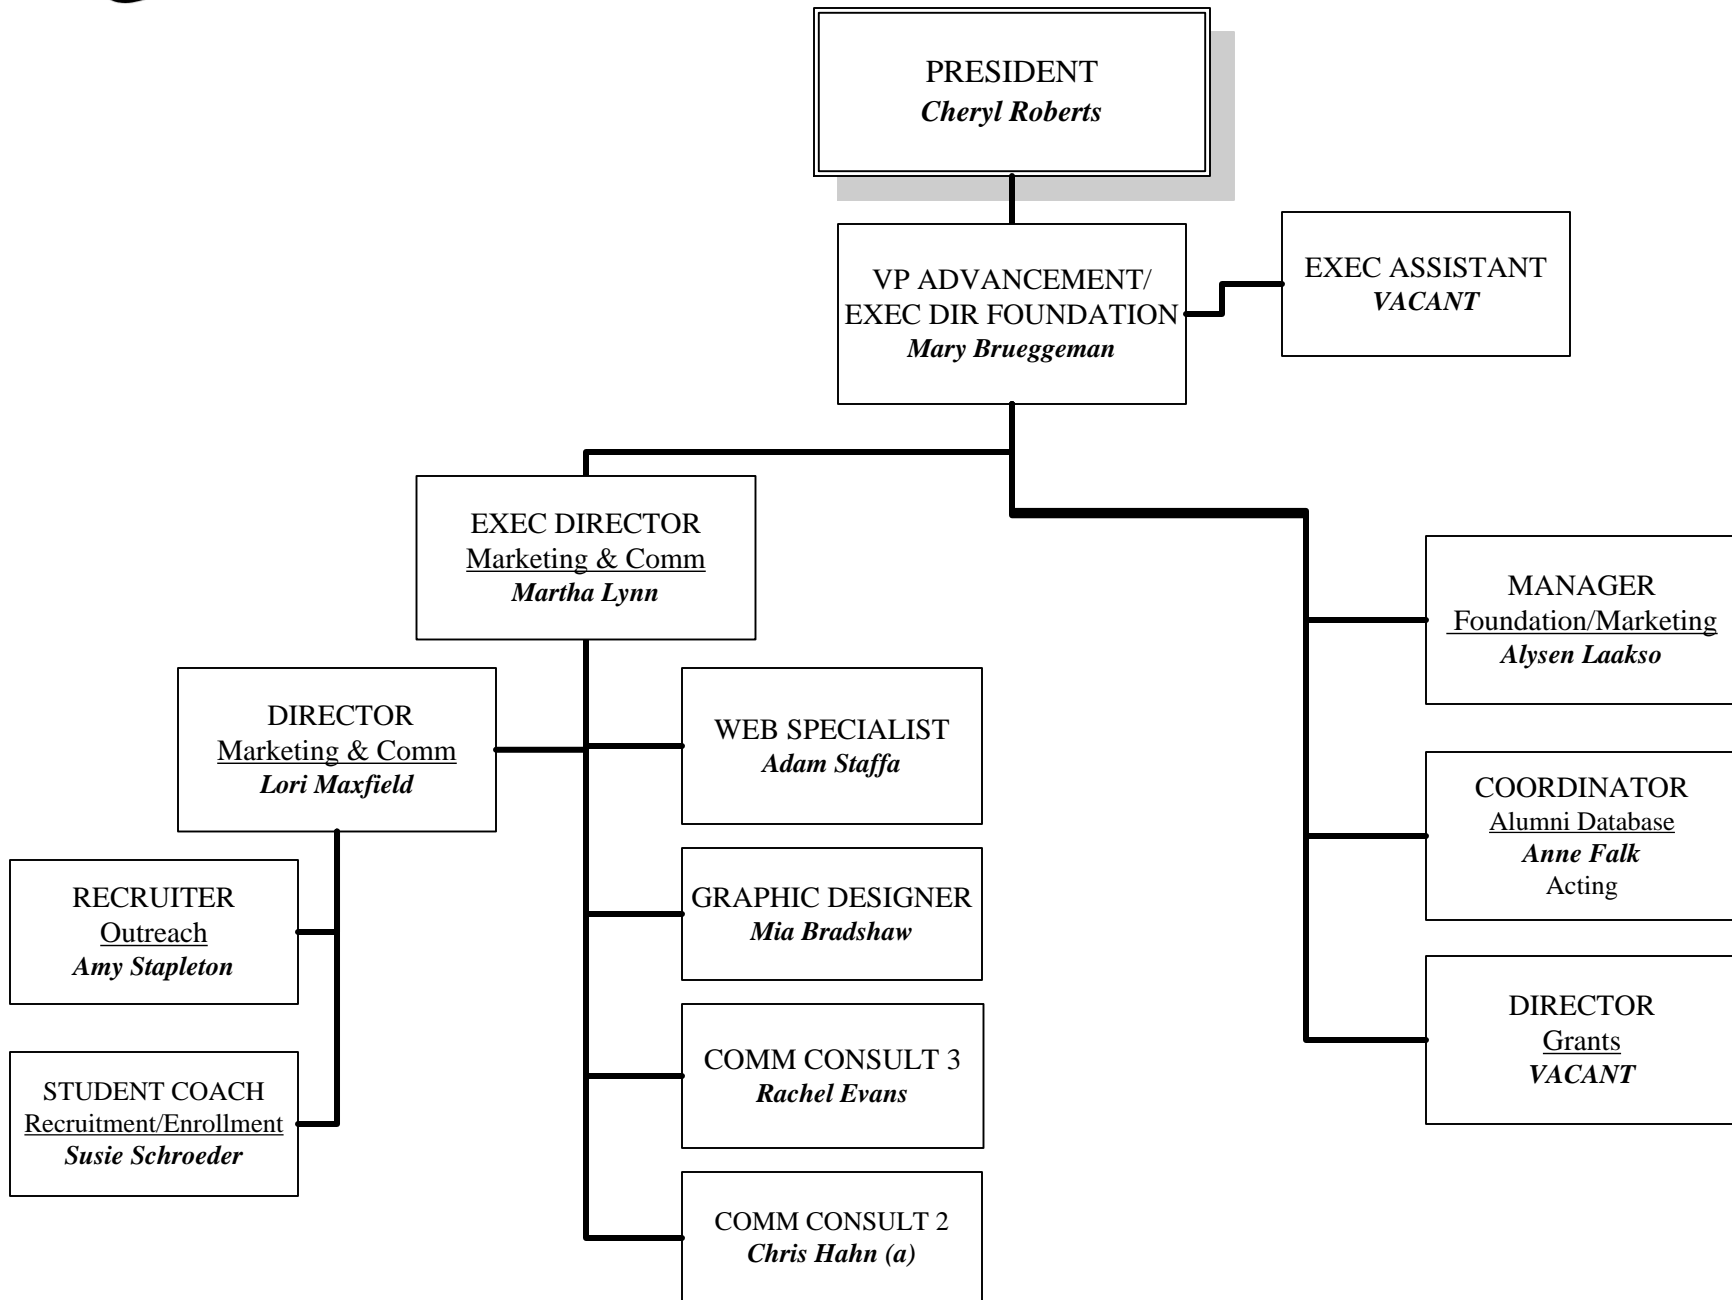 PRESIDENT
Cheryl Roberts
VP ADVANCEMENT/
EXEC DIR FOUNDATION
Mary Brueggeman
EXEC ASSISTANT
VACANT
EXEC DIRECTOR
Marketing & Comm
Martha Lynn
DIRECTOR
Marketing & Comm
Lori Maxfield
RECRUITER
Outreach
Amy Stapleton
STUDENT COACH
Recruitment/Enrollment
Susie Schroeder
WEB SPECIALIST
Adam Staffa
GRAPHIC DESIGNER
Mia Bradshaw
COMM CONSULT 3
Rachel Evans
COMM CONSULT 2
Chris Hahn (a)
MANAGER
Foundation/Marketing
Alysen Laakso
COORDINATOR
Alumni Database
Anne Falk
Acting
DIRECTOR
Grants
VACANT